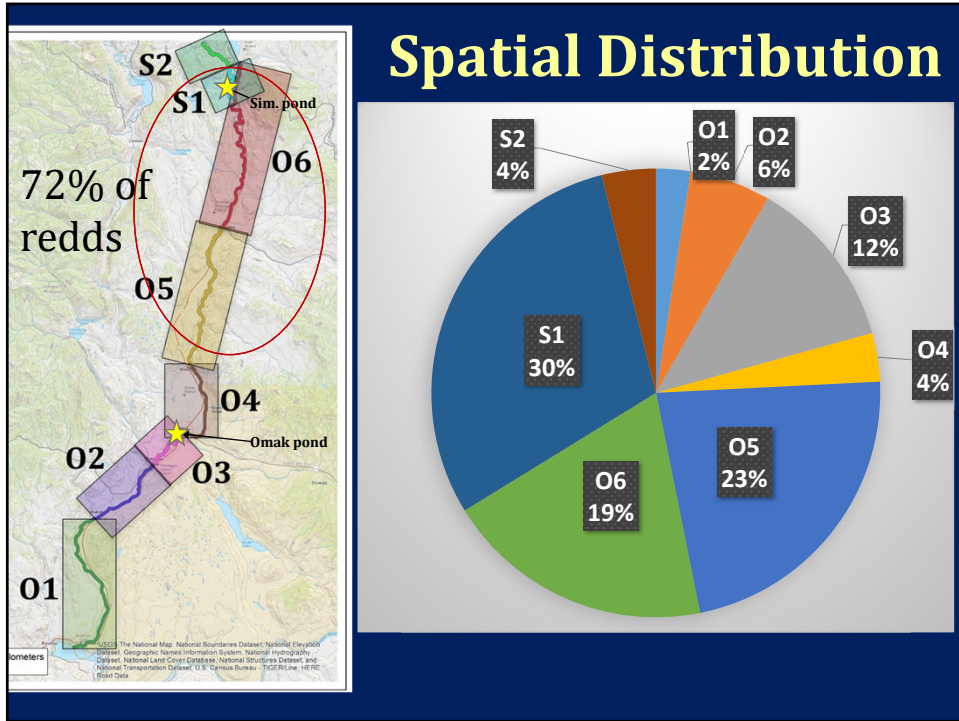 Spatial Distribution
S2
S1
Sim. pond
O6
72% of
redds
O5
O4
Omak pond
O2
O3
O1
lometers
USGS The National Map: National Boundaries Dataset, National Elevation
Dataset, Geographic Names Information System, National Hydrography
Dataset, National Land Cover Database, National Structures Dataset, and
National Transportation Dataset; U.S. Census Bureau - TIGER/Line; HERE
Road Data
S2
4%
O1
2%
O2
6%
O3
12%
O4
4%
O5
23%
O6
19%
S1
30%